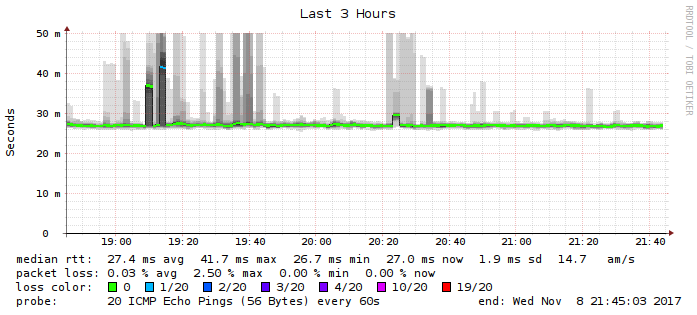 Last 3 Hours
RRDTOOL / TOBI OETIKER
Seconds
50 m
40 m
30 m
20 m
10 m
0
19:00 19:20 19:40 20:00 20:20 20:40 21:00 21:20 21:40
median rtt: 27.4 ms avg 41.7 ms max 26.7 ms min 27.0 ms now 1.9 ms sd 14.7 am/s
packet loss: 0.03 % avg 2.50 % max 0.00 % min 0.00 % now
loss color: 0 1/20 2/20 3/20 4/20 10/20 19/20
probe: 20 ICMP Echo Pings (56 Bytes) every 60s end: Wed Nov 8 21:45:03 2017